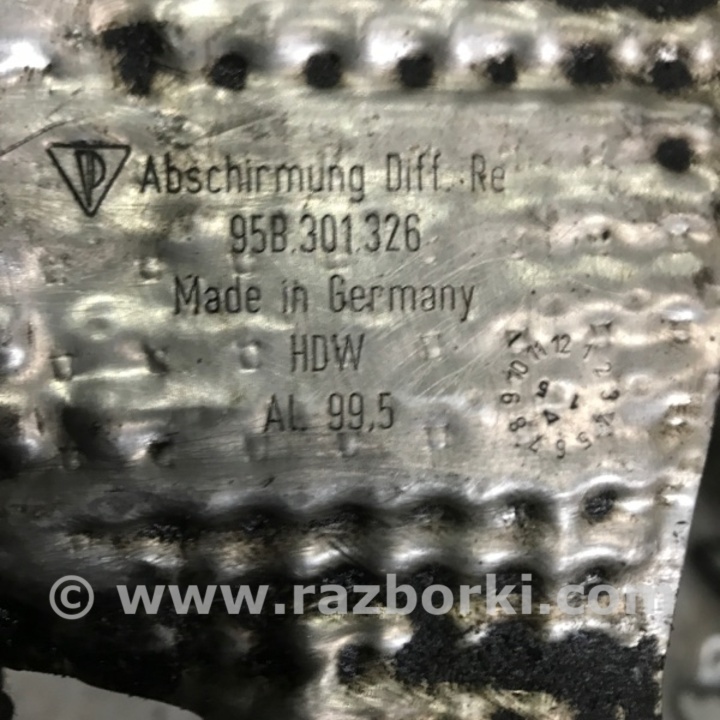 Abschirmung Diff.-Re
95B.301.326
Made in Germany
HDW
AL 99,5
© www.razborki.com